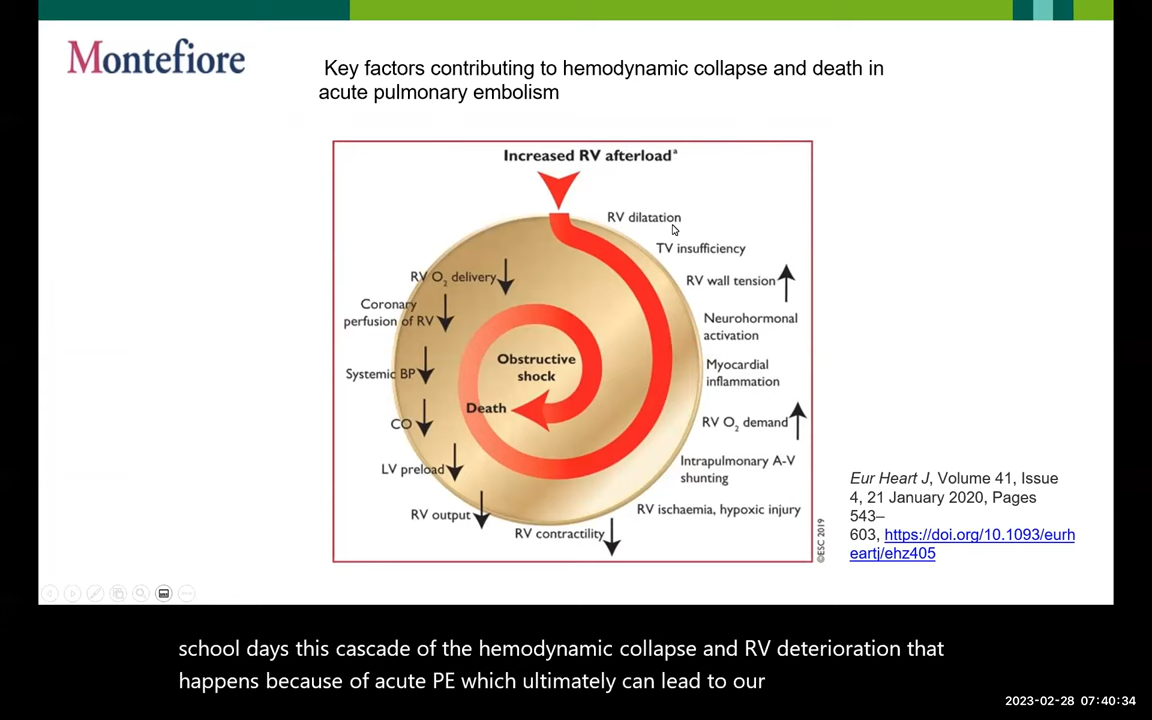 Montefiore
Key factors contributing to hemodynamic collapse and death in
acute pulmonary embolism
Increased RV afterloadᵃ
RV dilatation
TV insufficiency
RV wall tension
Neurohormonal
activation
Myocardial
inflammation
RV O₂ demand
Intrapulmonary A-V
shunting
RV ischaemia, hypoxic injury
RV contractility
RV output
LV preload
CO
Systemic BP
Coronary
perfusion of RV
RV O₂ delivery
Obstructive
shock
Death
©ESC 2019
Eur Heart J, Volume 41, Issue
4, 21 January 2020, Pages
543–
603, https://doi.org/10.1093/eurh
eartj/ehz405
school days this cascade of the hemodynamic collapse and RV deterioration that
happens because of acute PE which ultimately can lead to our
2023-02-28 07:40:34